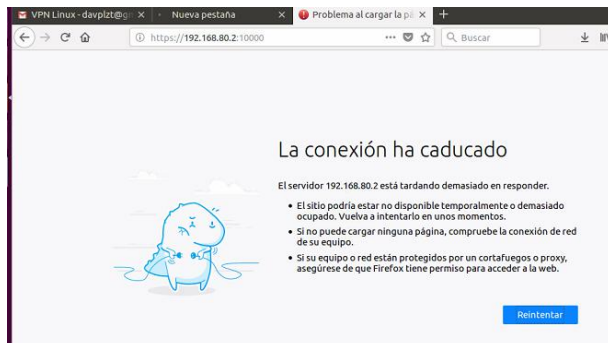 VPN Linux - davplzt@g
Nueva pestaña
Problema al cargar la pá
https://192.168.80.2:10000
Buscar
La conexión ha caducado
El servidor 192.168.80.2 está tardando demasiado en responder.
• El sitio podría estar no disponible temporalmente o demasiado
ocupado. Vuelva a intentarlo en unos momentos.
• Si no puede cargar ninguna página, compruebe la conexión de red
de su equipo.
• Si su equipo o red están protegidos por un cortafuegos o proxy,
asegúrese de que Firefox tiene permiso para acceder a la web.
Reintentar